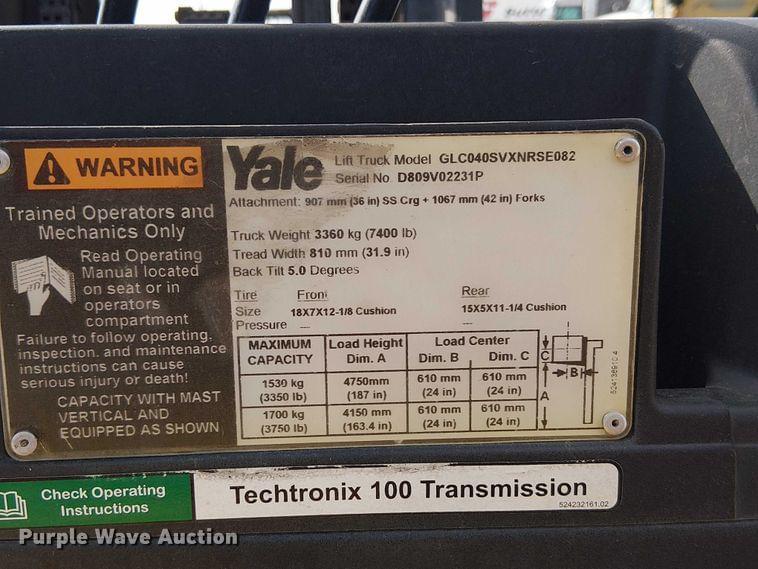 WARNING
Trained Operators and
Mechanics Only
Read Operating
Manual located
on seat or in
operators
compartment
Failure to follow operating,
inspection, and maintenance
instructions can cause
serious injury or death!
CAPACITY WITH MAST
VERTICAL AND
EQUIPPED AS SHOWN
Yale Lift Truck Model GLC040SVXNRSE082
Serial No. D809V02231P
Attachment: 907 mm (36 in) SS Crg + 1067 mm (42 in) Forks
Truck Weight 3360 kg (7400 lb)
Tread Width 810 mm (31.9 in)
Back Tilt 5.0 Degrees
Tire Front Rear
Size 18X7X12-1/8 Cushion 15X5X11-1/4 Cushion
Pressure — —
MAXIMUM CAPACITY Load Height Dim. A Load Center Dim. B Dim. C
1530 kg (3350 lb) 4750mm (187 in) 610 mm (24 in) 610 mm (24 in)
1700 kg (3750 lb) 4150 mm (163.4 in) 610 mm (24 in) 610 mm (24 in)
C
B
A
524138910.4
Check Operating
Instructions
Techtronix 100 Transmission
524232161.02
Purple Wave Auction